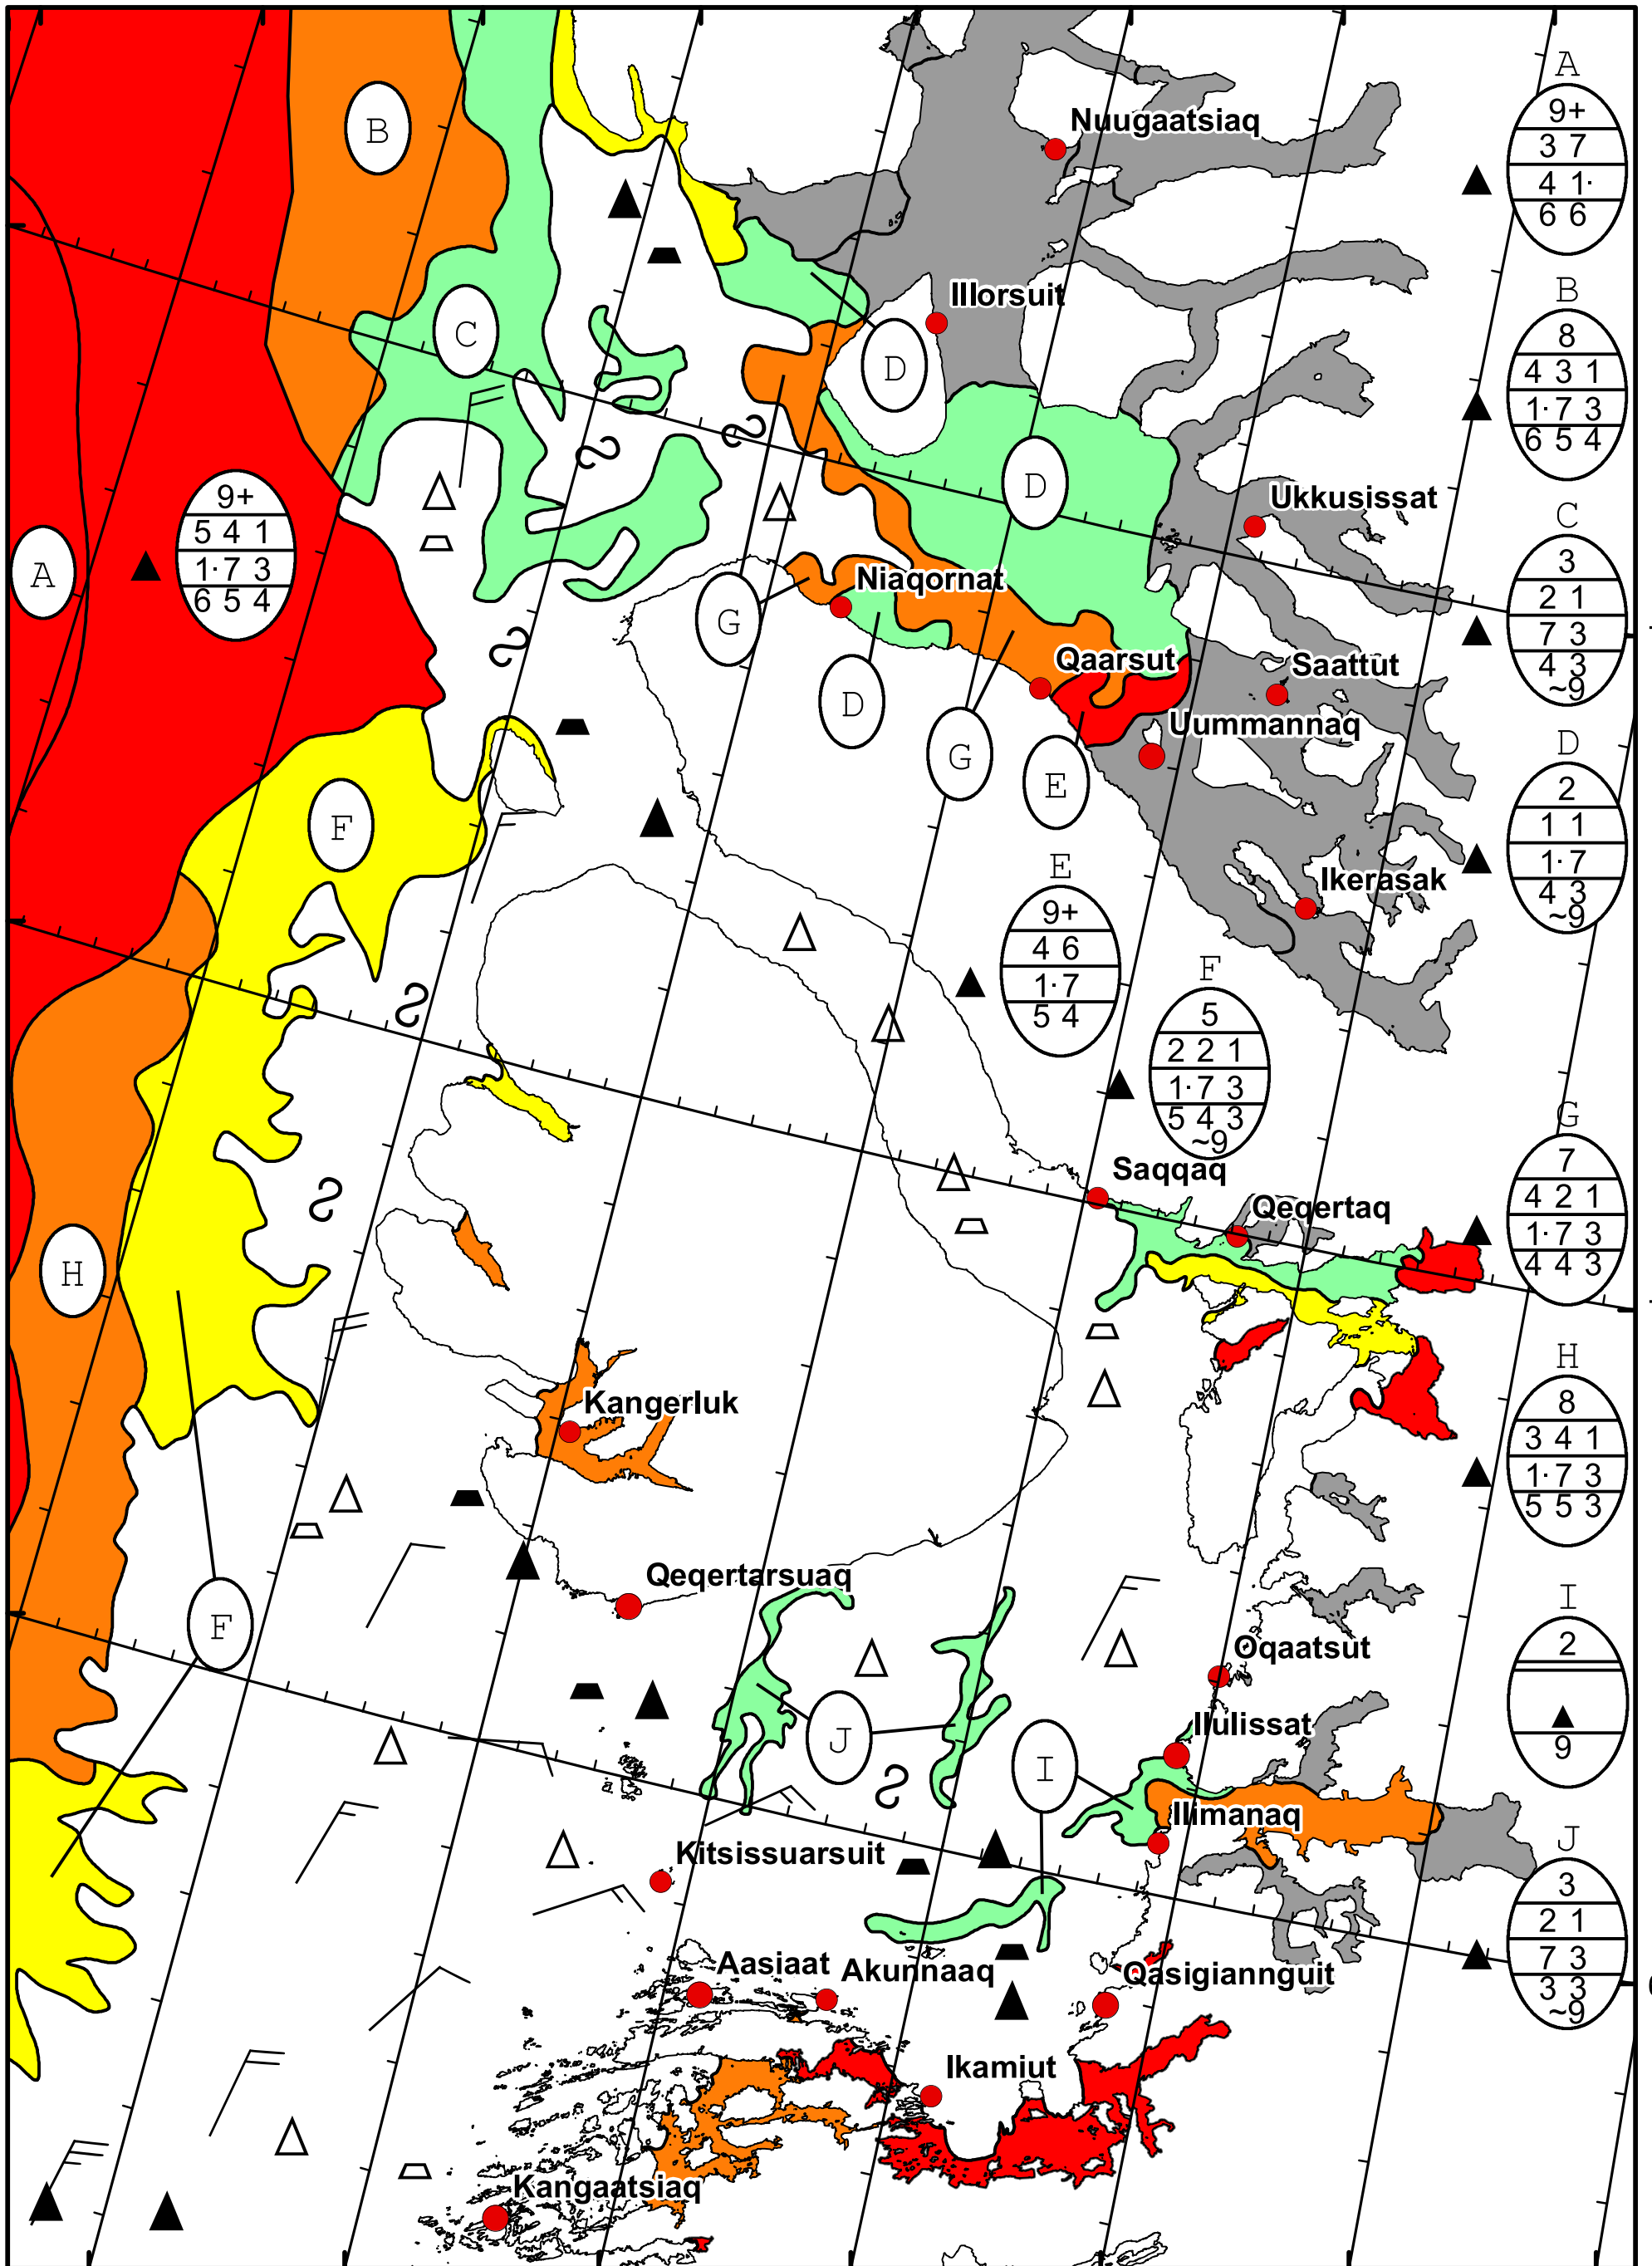 A
9+
3 7
4 1·
6 6
B
Nuugaatsiaq
Illorsuit
C
D
B
8
4 3 1
1·7 3
6 5 4
D
Ukkusissat
9+
5 4 1
1·7 3
6 5 4
A
C
3
2 1
7 3
4 3
~9
Niaqornat
G
Qaarsut
Saattut
D
Uummannaq
G
E
F
D
2
1 1
1·7
4 3
~9
Ikerasak
E
9+
4 6
1·7
5 4
F
5
2 2 1
1·7 3
5 4 3
~9
G
7
4 2 1
1·7 3
4 4 3
Saqqaq
Qeqertaq
H
H
8
3 4 1
1·7 3
5 5 3
Kangerluk
Qeqertarsuaq
F
I
2
9
Oqaatsut
Ilulissat
J
I
Ilimanaq
Kitsissuarsuit
J
3
2 1
7 3
3 3
~9
Aasiaat
Akunnaaq
Qasigiannguit
Ikamiut
Kangaatsiaq